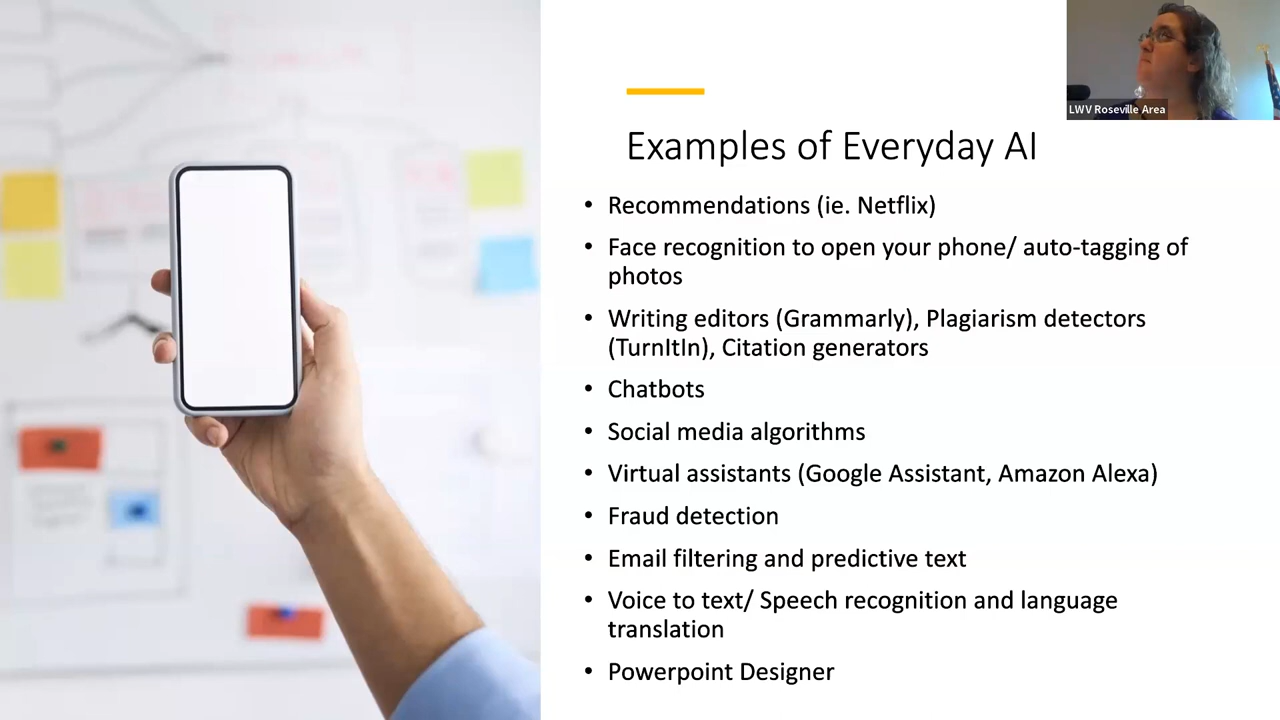 LWV Roseville Area
Examples of Everyday AI
• Recommendations (ie. Netflix)
• Face recognition to open your phone/ auto-tagging of
photos
• Writing editors (Grammarly), Plagiarism detectors
(TurnItIn), Citation generators
• Chatbots
• Social media algorithms
• Virtual assistants (Google Assistant, Amazon Alexa)
• Fraud detection
• Email filtering and predictive text
• Voice to text/ Speech recognition and language
translation
• Powerpoint Designer